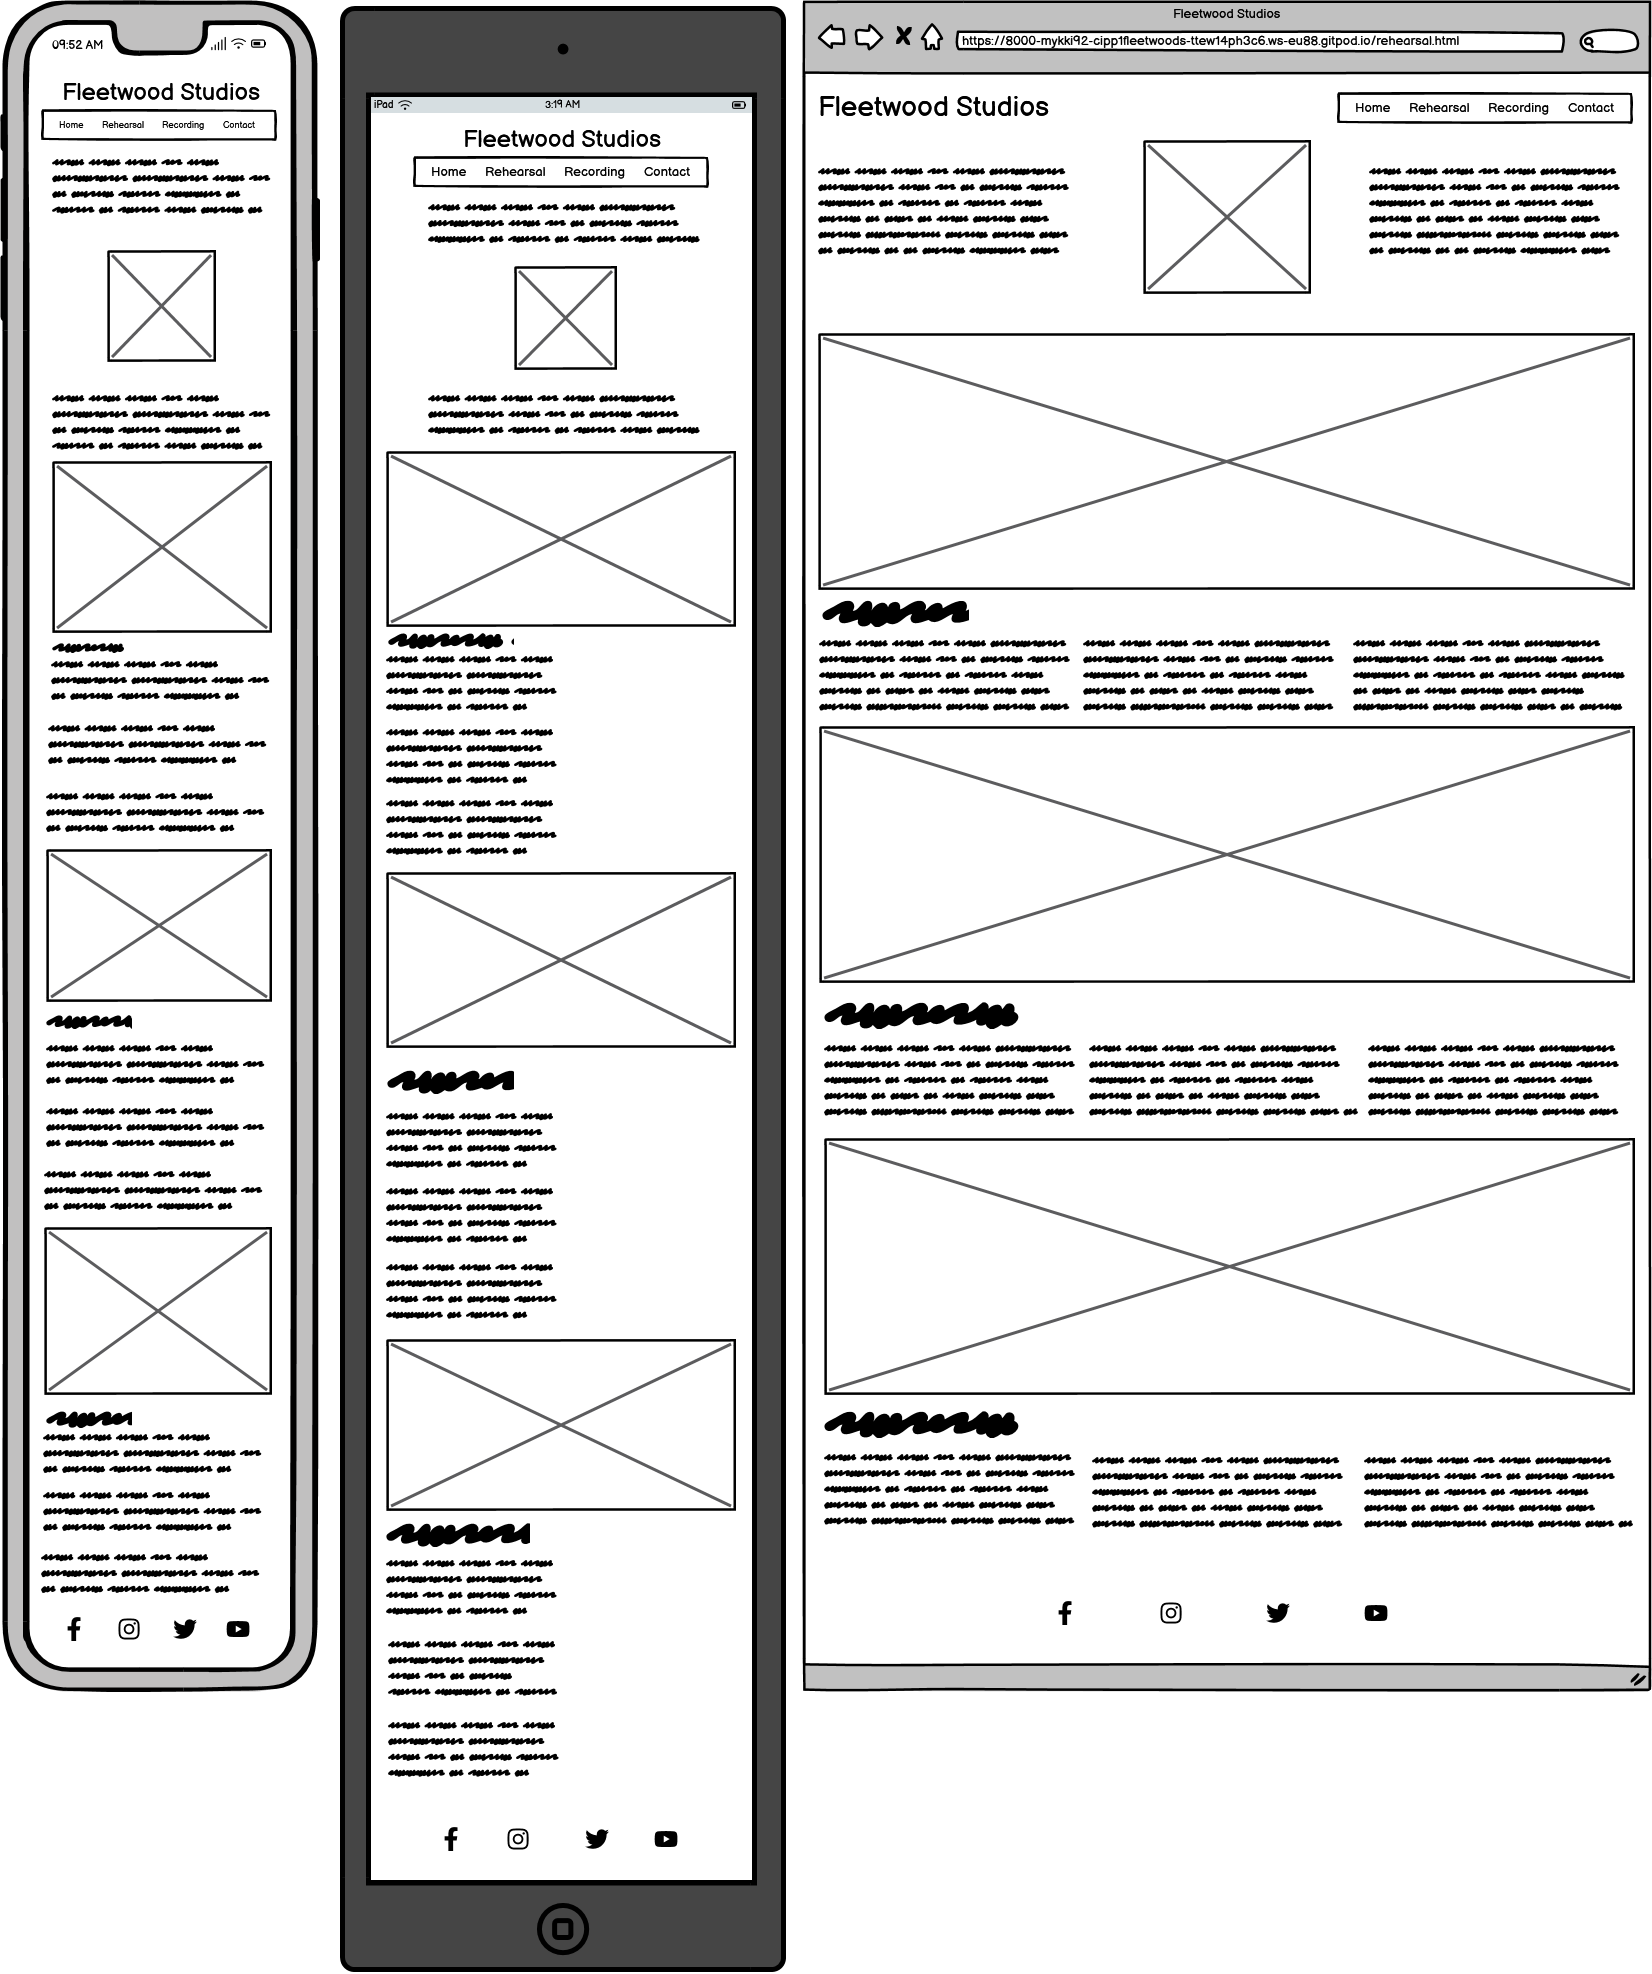 09:52 AM
Fleetwood Studios
Home Rehearsal Recording Contact
iPad 3:19 AM
Fleetwood Studios
Home Rehearsal Recording Contact
Fleetwood Studios
https://8000-mykki92-cipp1fleetwoods-ttew14ph3c6.ws-eu88.gitpod.io/rehearsal.html
Fleetwood Studios
Home Rehearsal Recording Contact